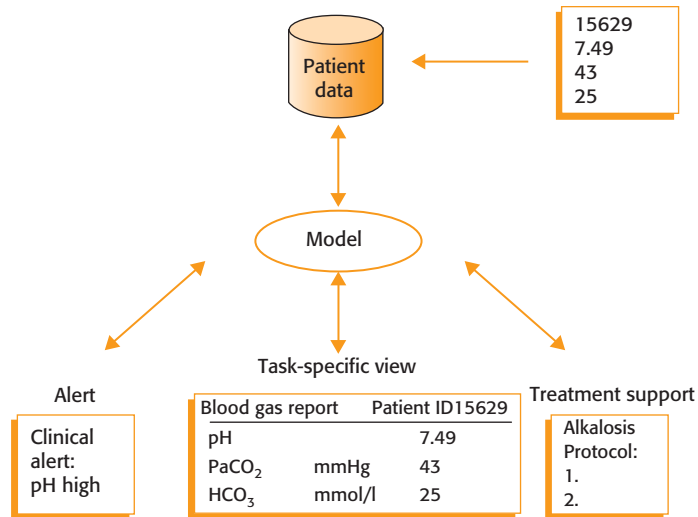 15629
7.49
43
25
Patient
data
Model
Task-specific view
Alert
Clinical
alert:
pH high
Blood gas report Patient ID15629
pH 7.49
PaCO₂ mmHg 43
HCO₃ mmol/l 25
Treatment support
Alkalosis
Protocol:
1.
2.